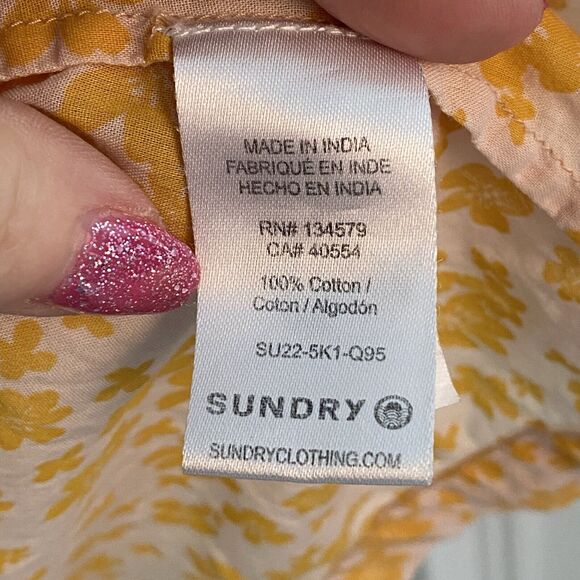 MADE IN INDIA
FABRIQUÉ EN INDE
HECHO EN INDIA
RN# 134579
CA# 40554
100% Cotton /
Coton / Algodón
SU22-5K1-Q95
SUNDRY
SUNDRYCLOTHING.COM